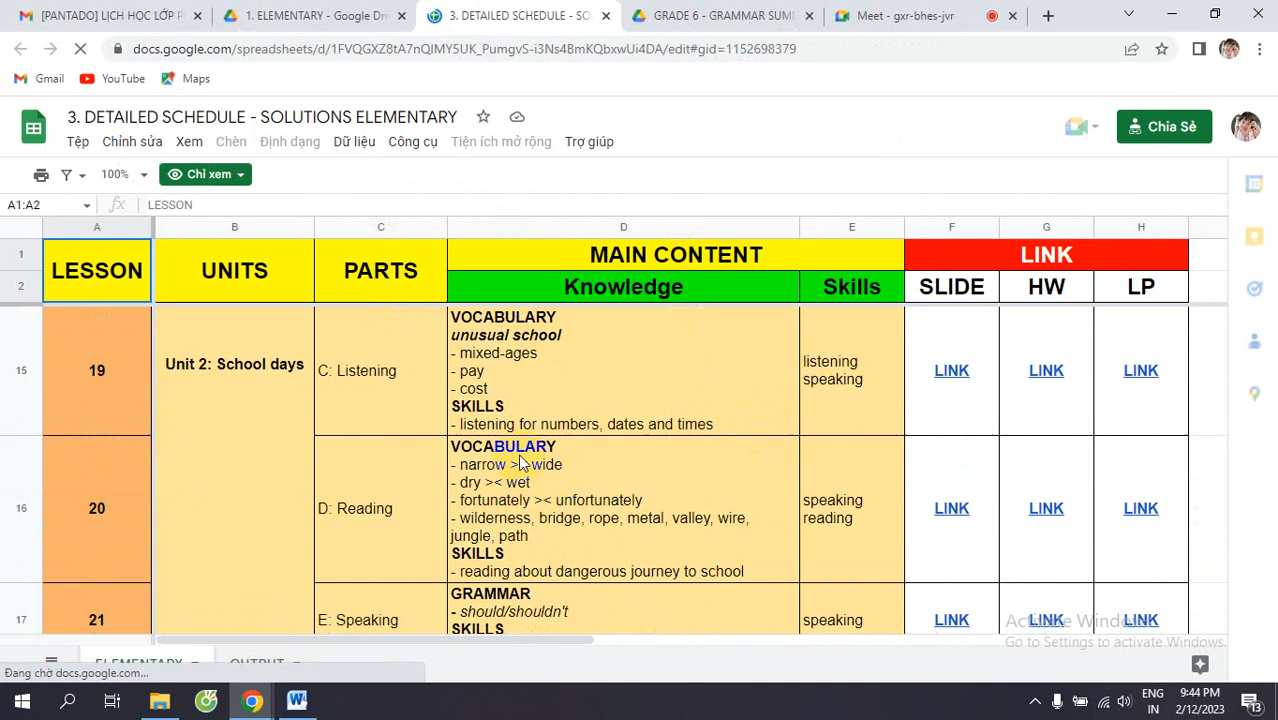 [PANTADO] LỊCH HỌC LỚP P
1. ELEMENTARY - Google Dri
3. DETAILED SCHEDULE - SO
GRADE 6 - GRAMMAR SUM
Meet - gxr-bhes-jvr
docs.google.com/spreadsheets/d/1FVQGXZ8tA7nQIMY5UK_PumgvS-i3Ns4BmKQbxwUi4DA/edit#gid=1152698379
Gmail
YouTube
Maps
3. DETAILED SCHEDULE - SOLUTIONS ELEMENTARY
Tệp
Chỉnh sửa
Xem
Chèn
Định dạng
Dữ liệu
Công cụ
Tiện ích mở rộng
Trợ giúp
Chia Sẻ
100%
Chỉ xem
A1:A2
fx
LESSON
A
B
C
D
E
F
G
H
1
LESSON
UNITS
PARTS
MAIN CONTENT
LINK
2
Knowledge
Skills
SLIDE
HW
LP
15
19
Unit 2: School days
C: Listening
VOCABULARY
unusual school
- mixed-ages
- pay
- cost
SKILLS
- listening for numbers, dates and times
listening
speaking
LINK
LINK
LINK
16
20
D: Reading
VOCABULARY
- narrow >< wide
- dry >< wet
- fortunately >< unfortunately
- wilderness, bridge, rope, metal, valley, wire,
jungle, path
SKILLS
- reading about dangerous journey to school
speaking
reading
LINK
LINK
LINK
17
21
E: Speaking
GRAMMAR
- should/shouldn't
SKILLS
speaking
LINK
LINK
LINK
Activate Windows
Go to Settings to activate Windows.
ELEMENTARY
OUTPUT
Đang chờ docs.google.com...
ENG
IN
9:44 PM
2/12/2023
13